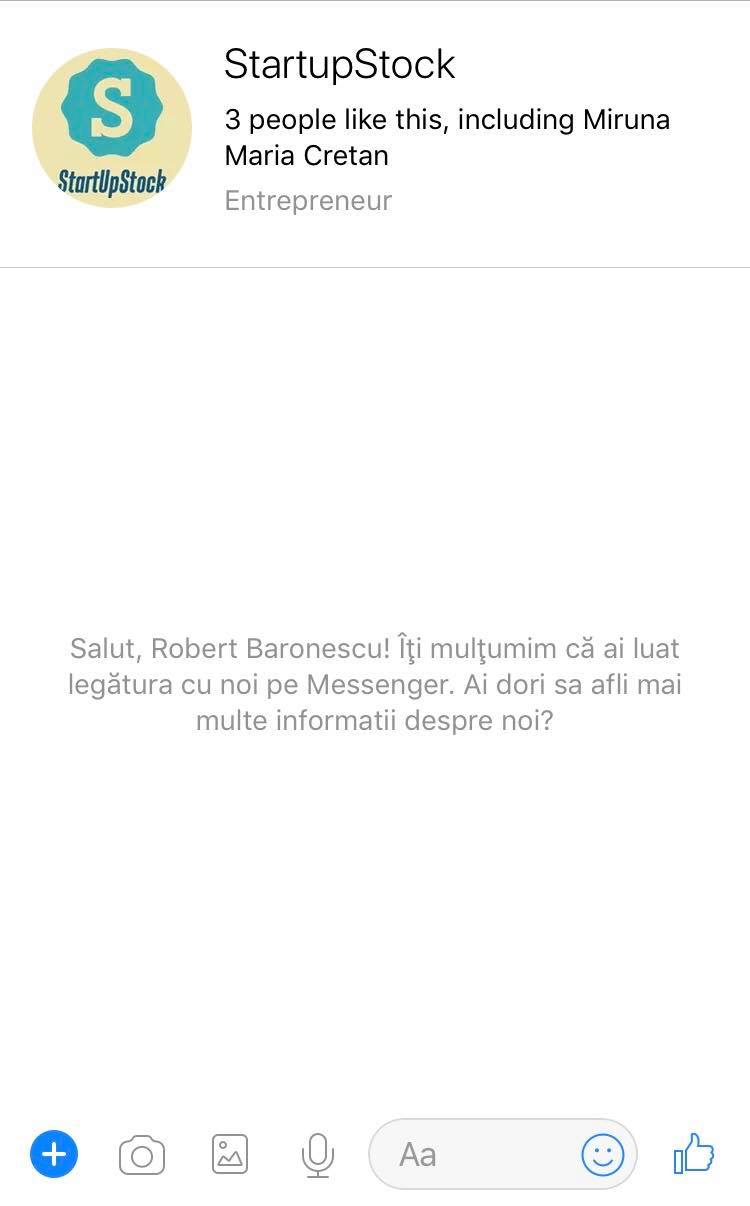 StartupStock
S
StartUpStock
3 people like this, including Miruna
Maria Cretan
Entrepreneur
Salut, Robert Baronescu! Îţi mulţumim că ai luat
legătura cu noi pe Messenger. Ai dori sa afli mai
multe informatii despre noi?
Aa